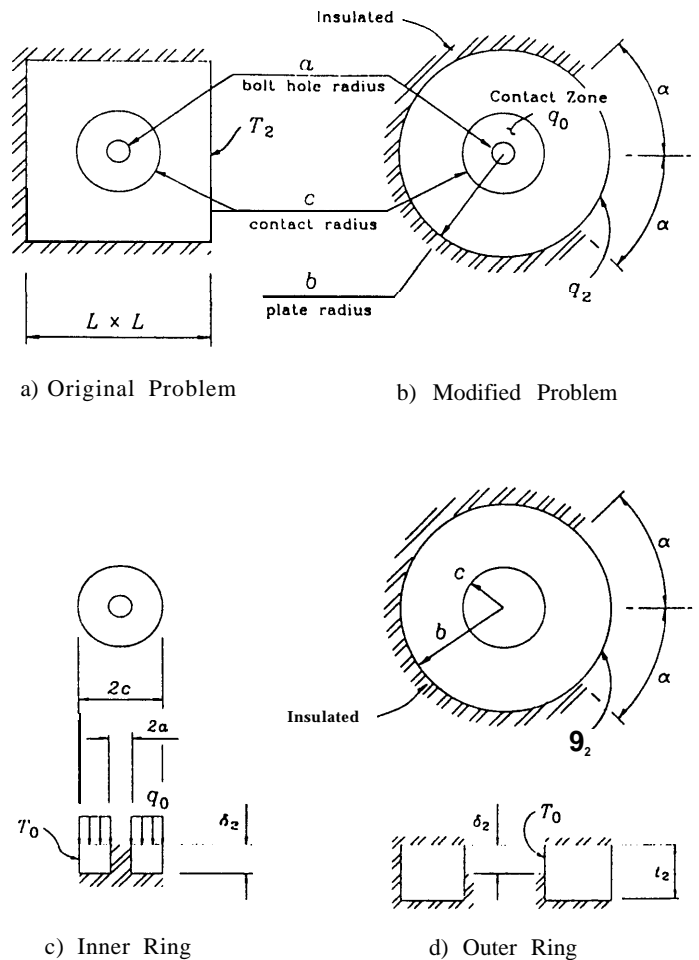 Insulated
a
bolt hole radius
T2
c
contact radius
b
plate radius
L × L
Contact Zone
q0
α
α
q2
a) Original Problem
b) Modified Problem
2c
2a
q0
T0
δ2
c) Inner Ring
c
b
Insulated
α
α
92
δ2
T0
t2
d) Outer Ring